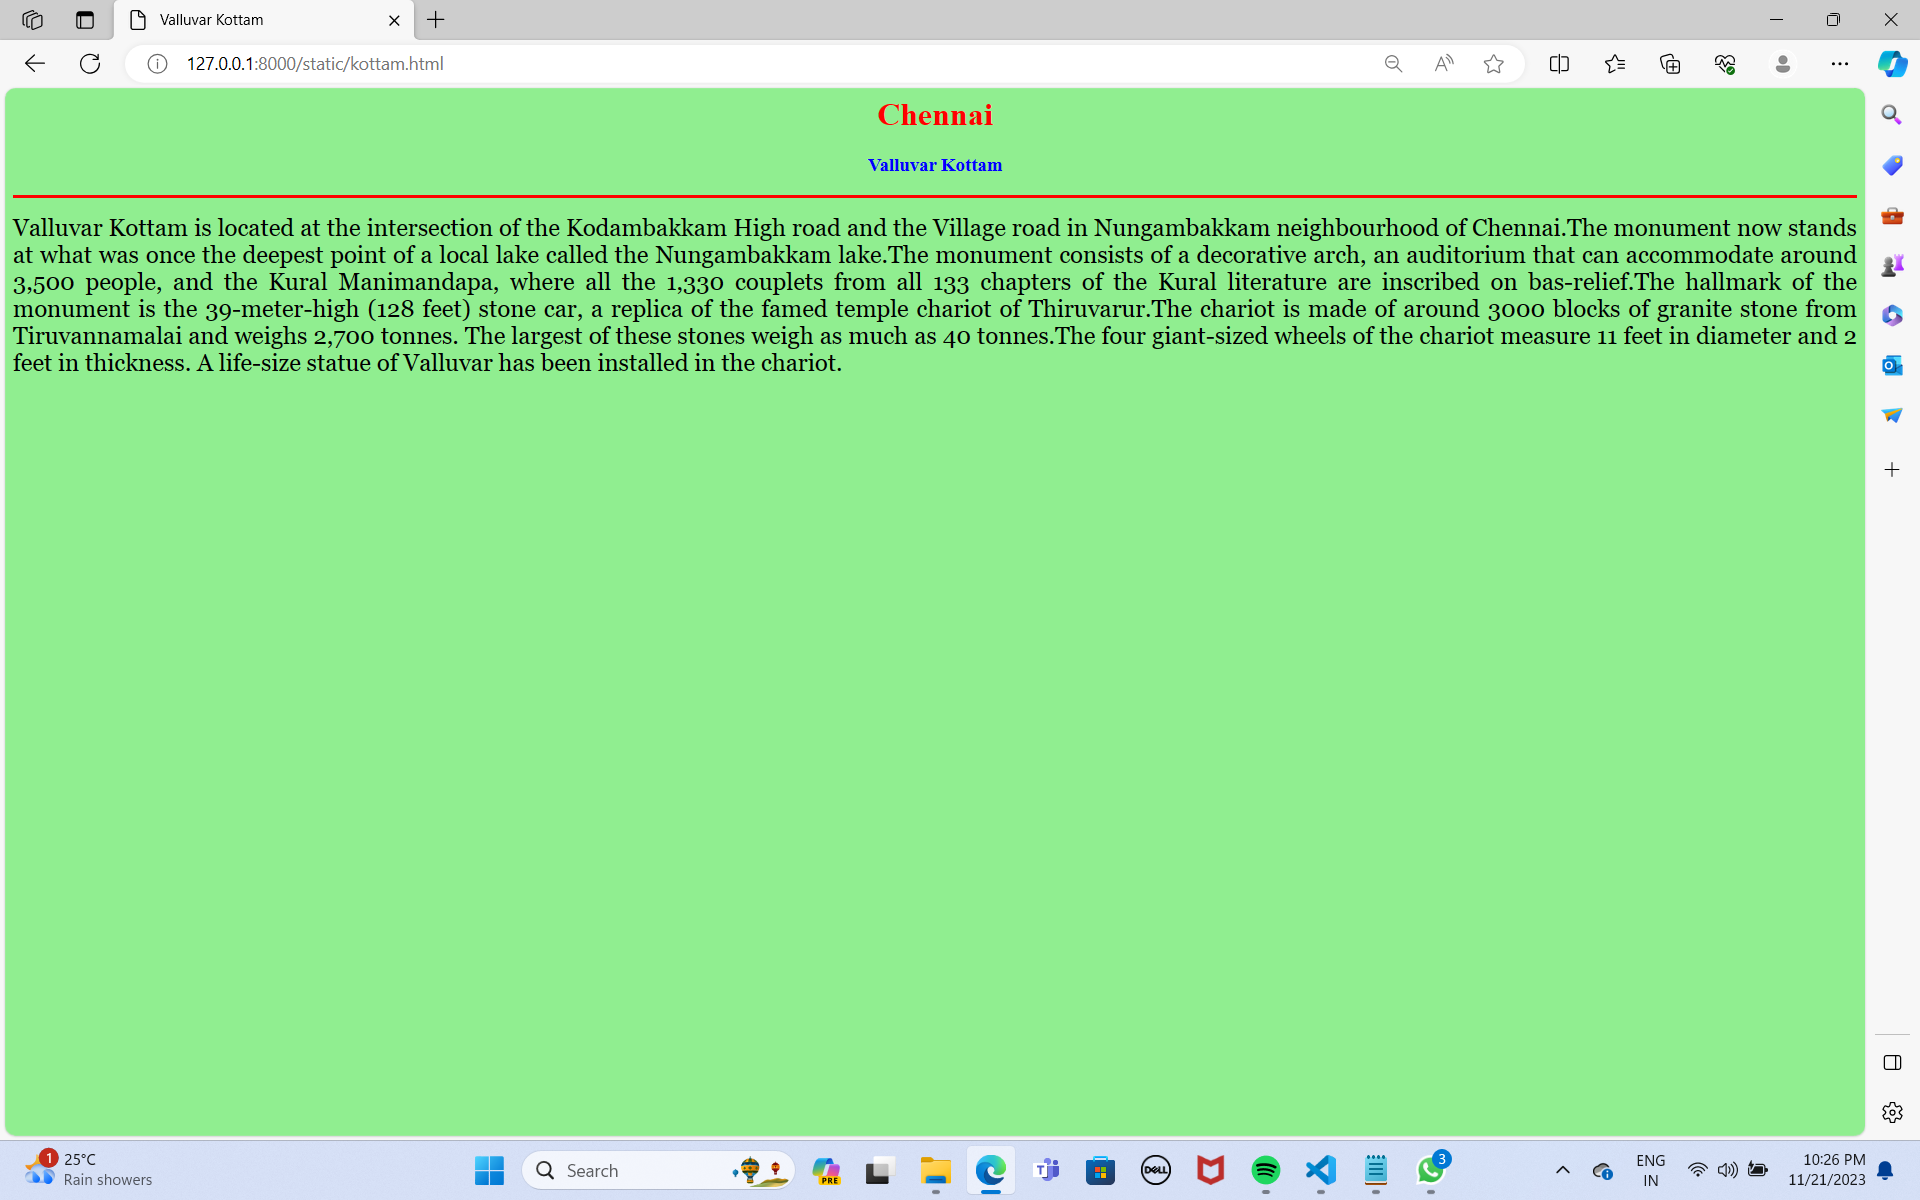 Valluvar Kottam
127.0.0.1:8000/static/kottam.html
Chennai
Valluvar Kottam
Valluvar Kottam is located at the intersection of the Kodambakkam High road and the Village road in Nungambakkam neighbourhood of Chennai.The monument now stands
at what was once the deepest point of a local lake called the Nungambakkam lake.The monument consists of a decorative arch, an auditorium that can accommodate around
3,500 people, and the Kural Manimandapa, where all the 1,330 couplets from all 133 chapters of the Kural literature are inscribed on bas-relief.The hallmark of the
monument is the 39-meter-high (128 feet) stone car, a replica of the famed temple chariot of Thiruvarur.The chariot is made of around 3000 blocks of granite stone from
Tiruvannamalai and weighs 2,700 tonnes. The largest of these stones weigh as much as 40 tonnes.The four giant-sized wheels of the chariot measure 11 feet in diameter and 2
feet in thickness. A life-size statue of Valluvar has been installed in the chariot.
1
25°C
Rain showers
Search
PRE
DELL
3
ENG
IN
10:26 PM
11/21/2023